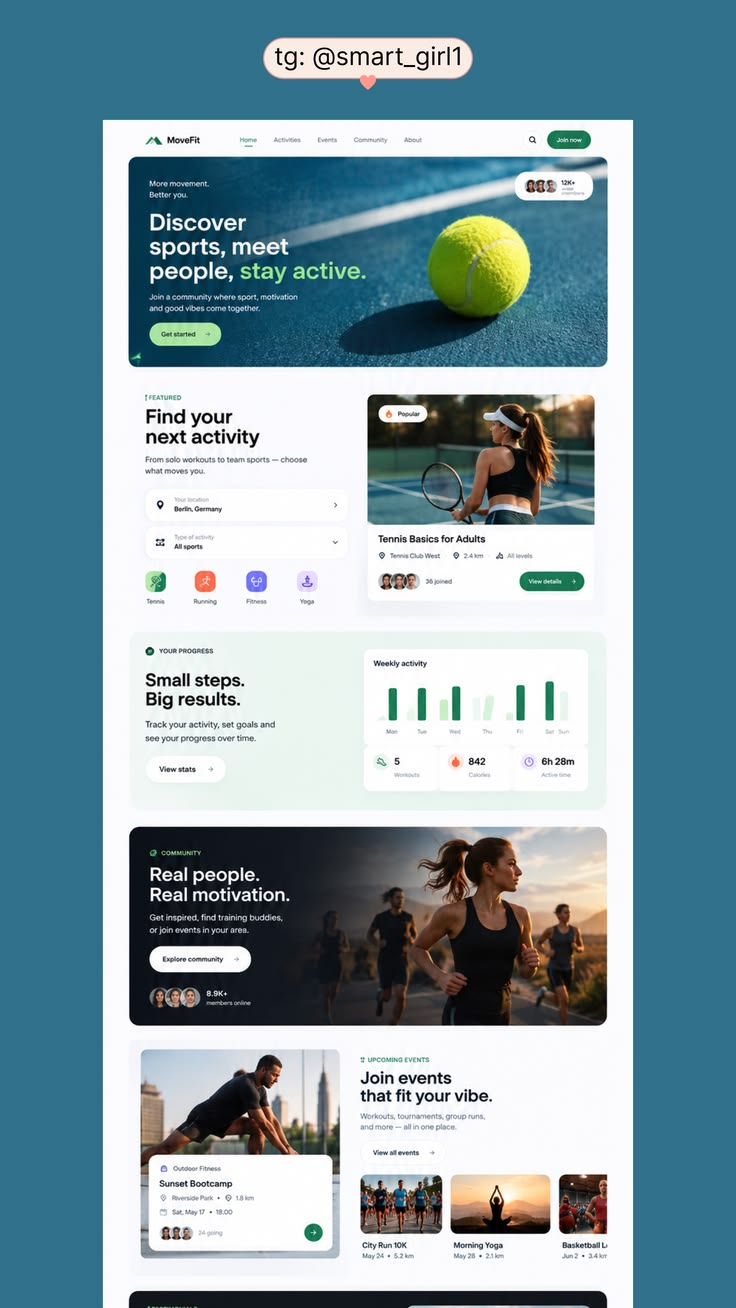 tg: @smart_girl1
MoveFit
Home
Activities
Events
Community
About
Join now
More movement.
Better you.
12K+
Discover
sports, meet
people, stay active.
Join a community where sport, motivation
and good vibes come together.
Get started
FEATURED
Find your
next activity
From solo workouts to team sports — choose
what moves you.
Your location
Berlin, Germany
Type of activity
All sports
Tennis
Running
Fitness
Yoga
Popular
Tennis Basics for Adults
Tennis Club West • 2.4 km • All levels
36 joined
View details
YOUR PROGRESS
Small steps.
Big results.
Track your activity, set goals and
see your progress over time.
View stats
Weekly activity
Mon Tue Wed Thu Fri Sat Sun
5
Workouts
842
Calories
6h 28m
Active time
COMMUNITY
Real people.
Real motivation.
Get inspired, find training buddies,
or join events in your area.
Explore community
8.9K+
members online
Outdoor Fitness
Sunset Bootcamp
Riverside Park • 1.8 km
Sat, May 17 • 18:00
24 going
UPCOMING EVENTS
Join events
that fit your vibe.
Workouts, tournaments, group runs,
and more — all in one place.
View all events
City Run 10K
May 24 • 5.2 km
Morning Yoga
May 28 • 2.1 km
Basketball L
Jun 2 • 3.4 km